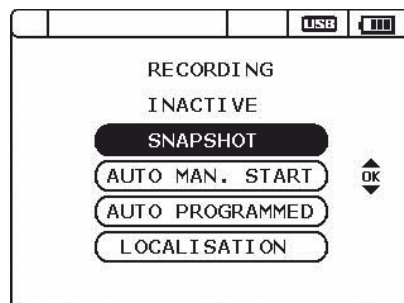 USB
RECORDING
INACTIVE
SNAPSHOT
AUTO MAN. START
OK
AUTO PROGRAMMED
LOCALISATION